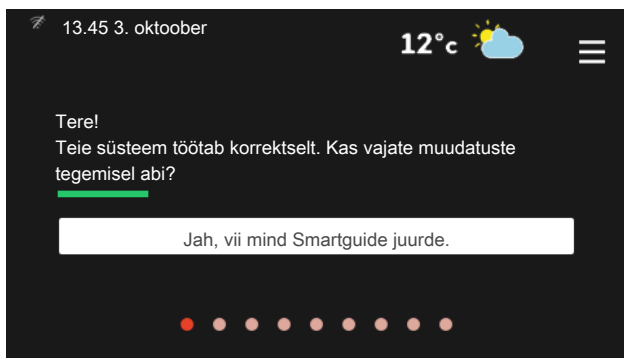 13.45 3. oktoober
12°c
Tere!
Teie süsteem töötab korrektselt. Kas vajate muudatuste
tegemisel abi?
Jah, vii mind Smartguide juurde.